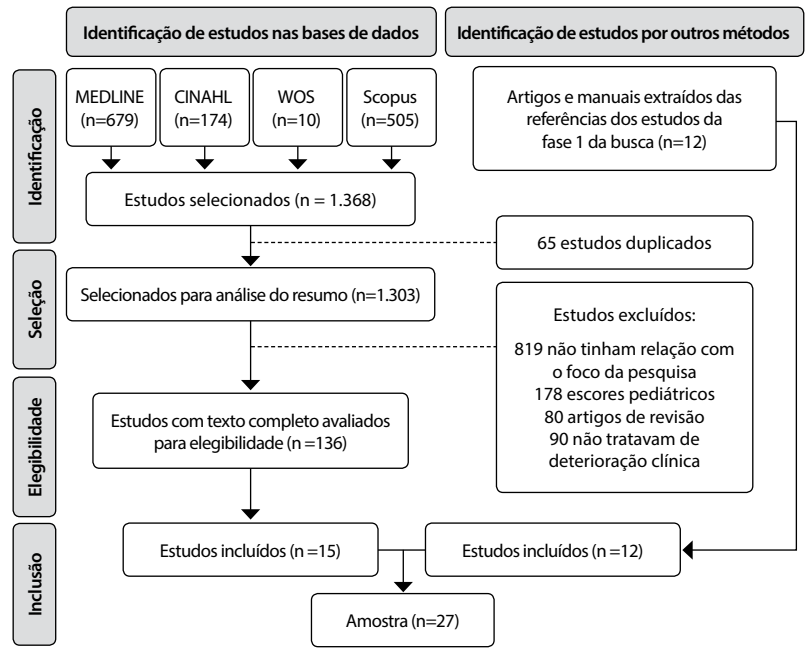 Identificação de estudos nas bases de dados
Identificação de estudos por outros métodos
Identificação
MEDLINE
(n=679)
CINAHL
(n=174)
WOS
(n=10)
Scopus
(n=505)
Artigos e manuais extraídos das
referências dos estudos da
fase 1 da busca (n=12)
Estudos selecionados (n = 1.368)
65 estudos duplicados
Seleção
Selecionados para análise do resumo (n=1.303)
Estudos excluídos:
819 não tinham relação com
o foco da pesquisa
178 escores pediátricos
80 artigos de revisão
90 não tratavam de
deterioração clínica
Elegibilidade
Estudos com texto completo avaliados
para elegibilidade (n =136)
Inclusão
Estudos incluídos (n =15)
Estudos incluídos (n =12)
Amostra (n=27)